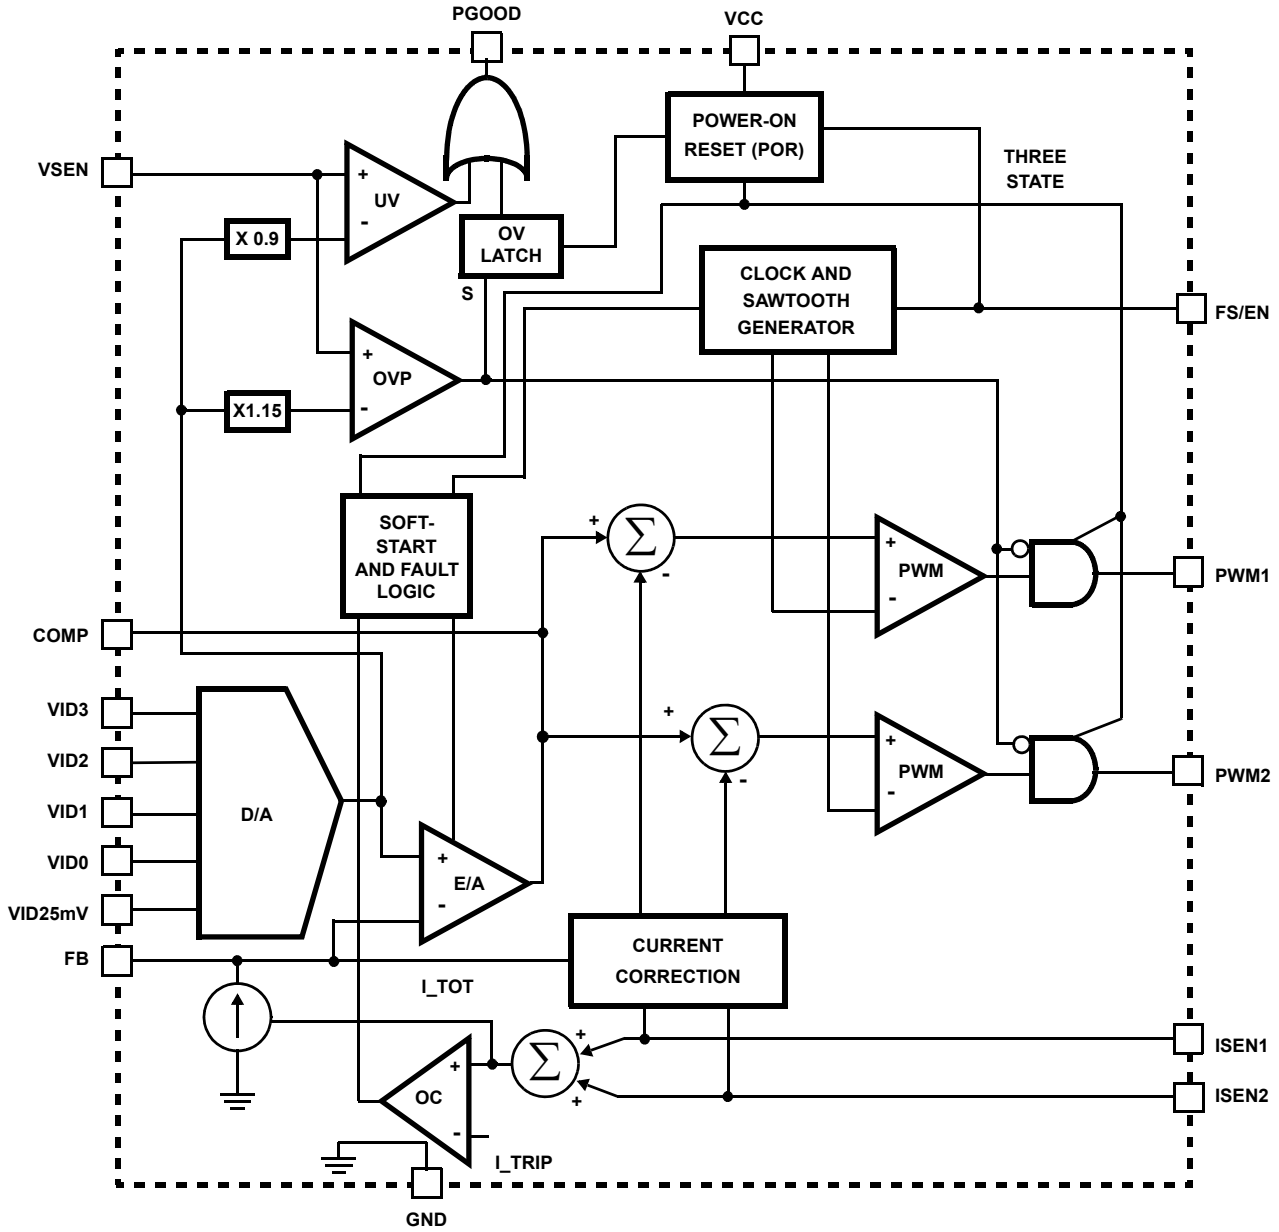 PGOOD
VCC
POWER-ON
RESET (POR)
THREE
STATE
VSEN
+
UV
-
X 0.9
OV
LATCH
S
CLOCK AND
SAWTOOTH
GENERATOR
FS/EN
+
OVP
-
X1.15
SOFT-
START
AND FAULT
LOGIC
+
Σ
-
+
PWM
-
PWM1
COMP
VID3
VID2
VID1
VID0
VID25mV
D/A
+
Σ
-
+
PWM
-
PWM2
+
E/A
-
FB
CURRENT
CORRECTION
I_TOT
+
OC
-
Σ
+
+
ISEN1
ISEN2
I_TRIP
GND